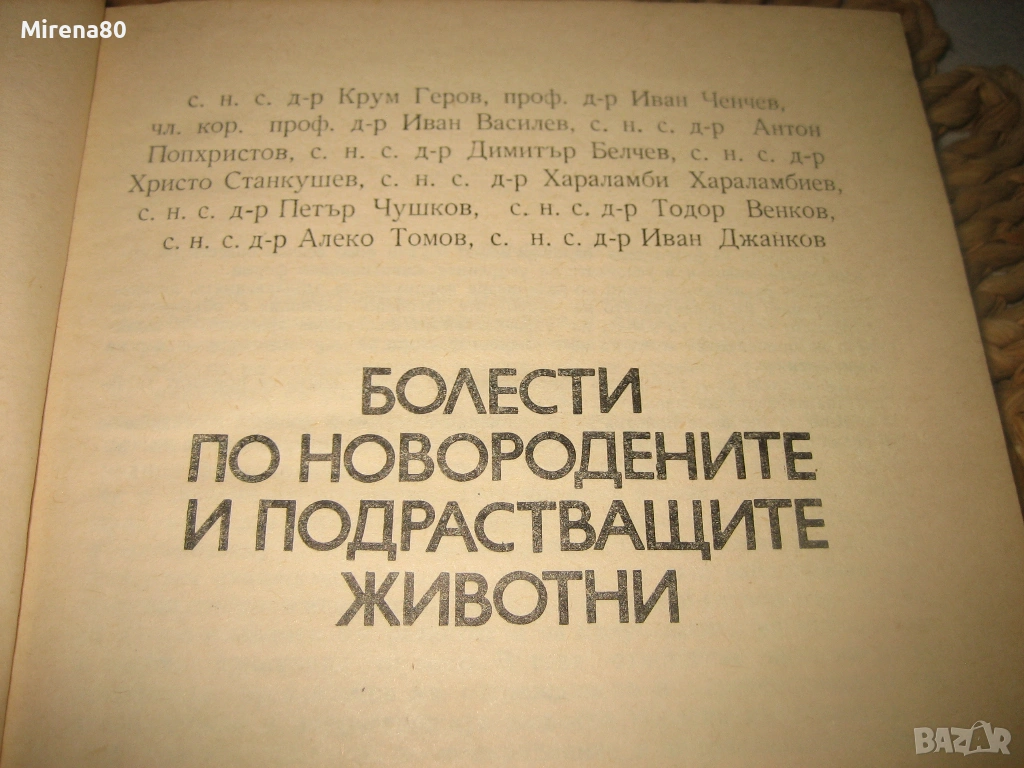 Mirena80
с. н. с. д-р Крум Геров, проф. д-р Иван Ченчев,
чл. кор. проф. д-р Иван Василев, с. н. с. д-р Антон
Попхристов, с. н. с. д-р Димитър Белчев, с. н. с. д-р
Христо Станкушев, с. н. с. д-р Хараламби Хараламбиев,
с. н. с. д-р Петър Чушков, с. н. с. д-р Тодор Венков,
с. н. с. д-р Алеко Томов, с. н. с. д-р Иван Джанков
БОЛЕСТИ
ПО НОВОРОДЕНИТЕ
И ПОДРАСТВАЩИТЕ
ЖИВОТНИ
BAZAR